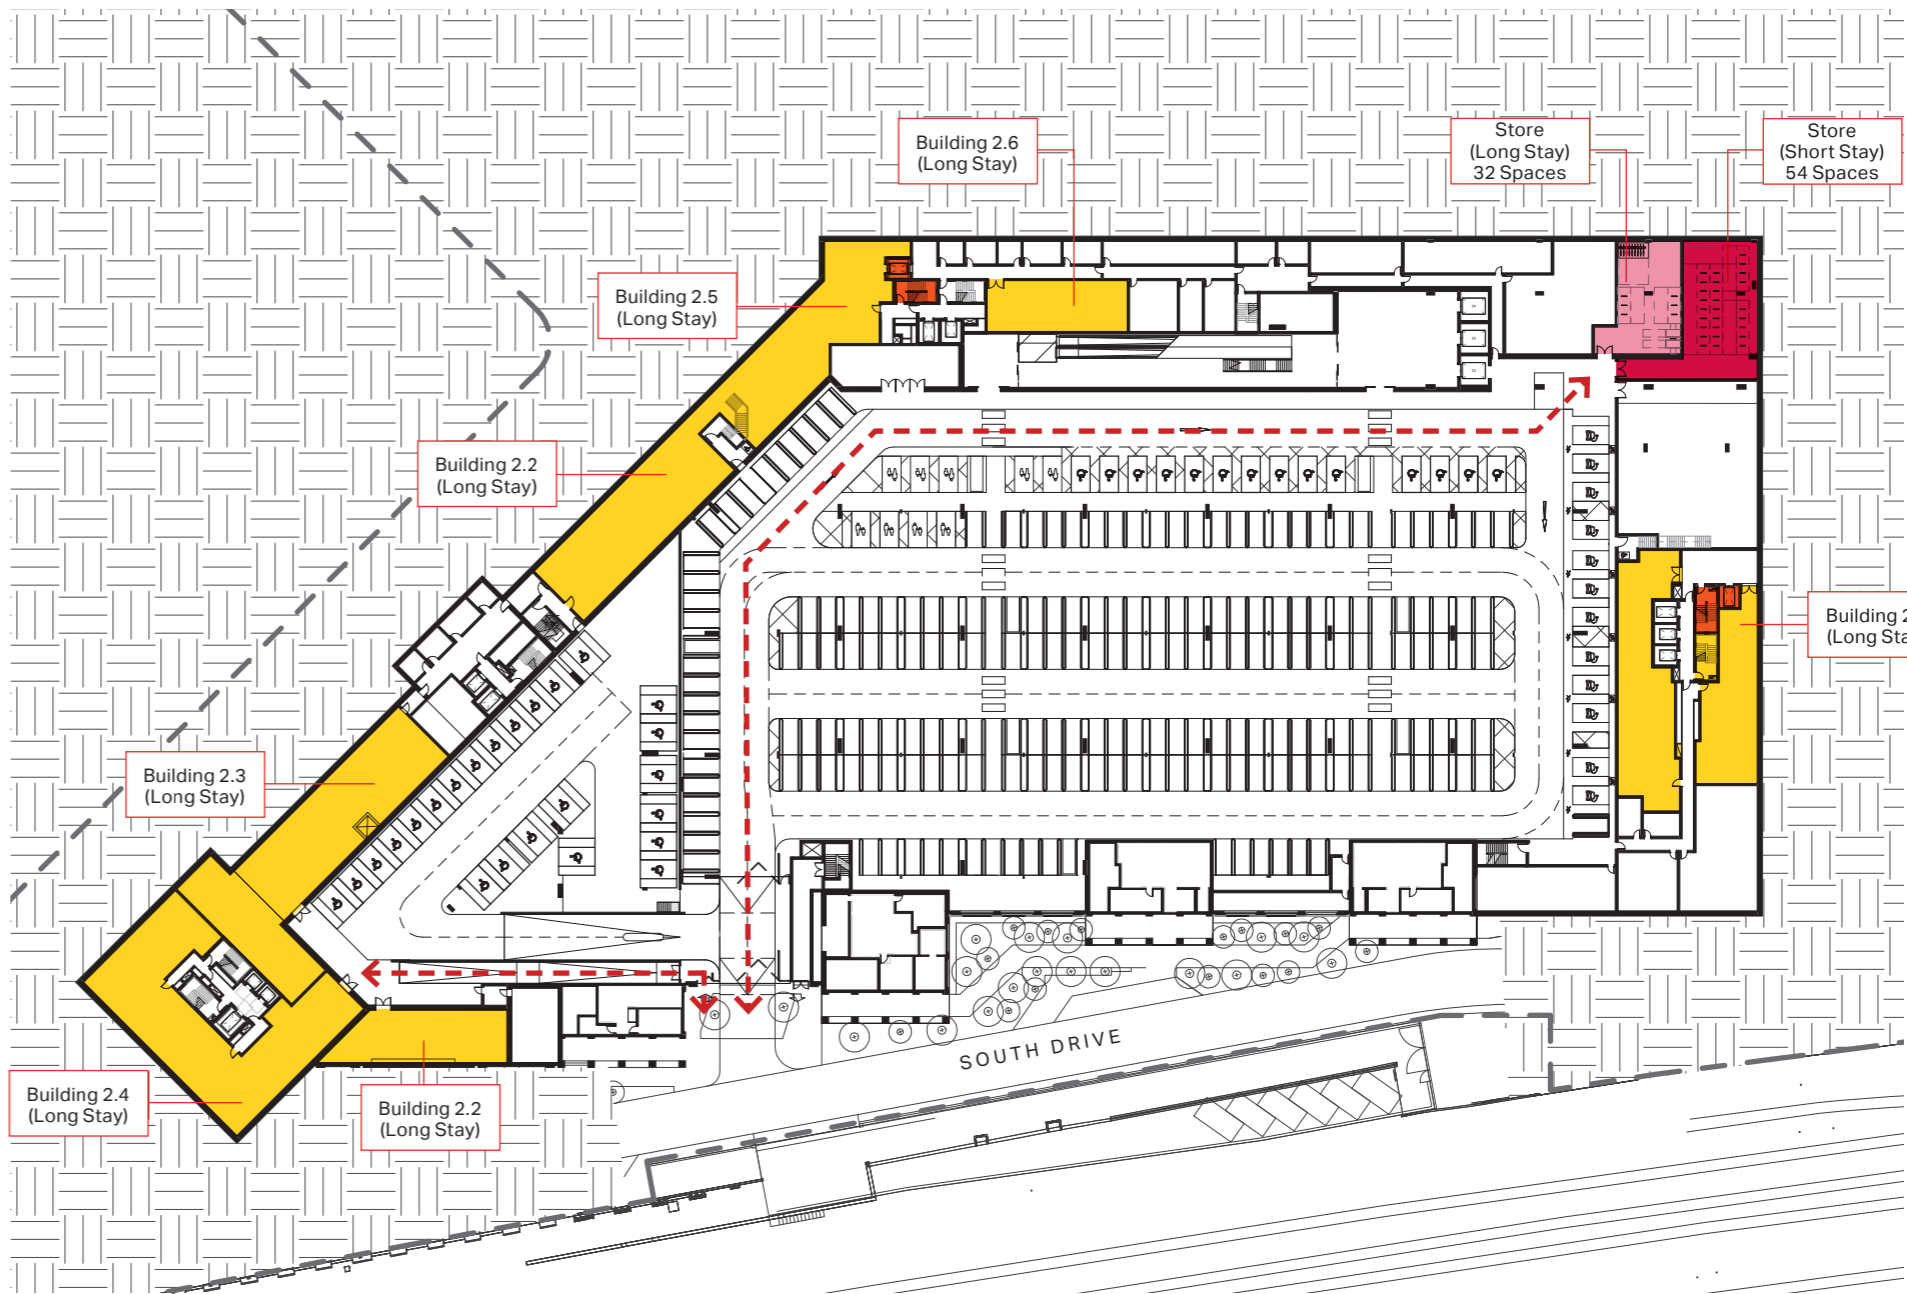 Building 2.6
(Long Stay)
Store
(Long Stay)
32 Spaces
Store
(Short Stay)
54 Spaces
Building 2.5
(Long Stay)
Building 2.2
(Long Stay)
Building 2
(Long Sta
Building 2.3
(Long Stay)
SOUTH DRIVE
Building 2.4
(Long Stay)
Building 2.2
(Long Stay)